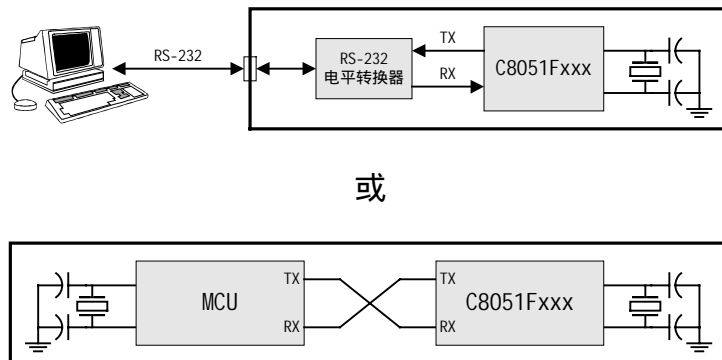 RS-232
RS-232
电平转换器
TX
RX
C8051Fxxx
或
MCU
TX
RX
TX
RX
C8051Fxxx